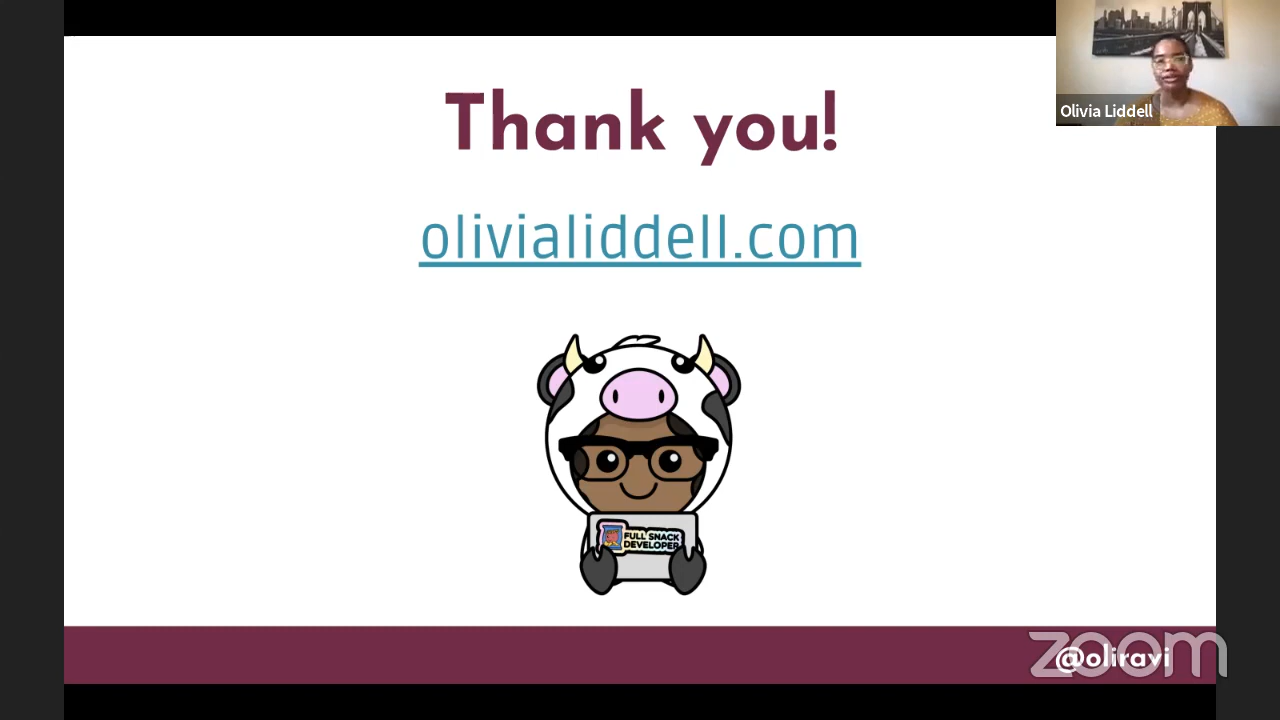 Olivia Liddell
Thank you!
olivialiddell.com
FULL SNACK
DEVELOPER
@oliravi
zoom